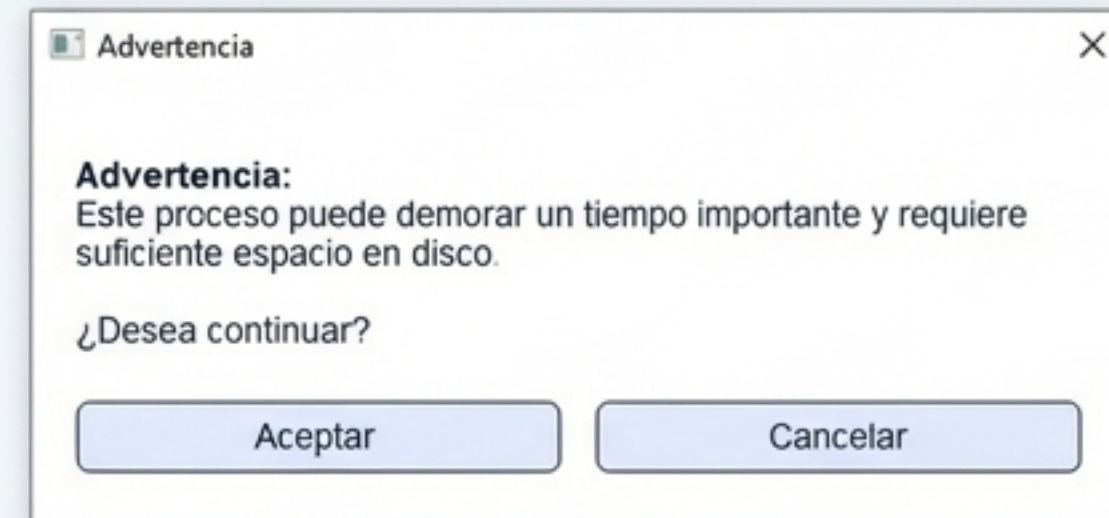 Advertencia
Advertencia:
Este proceso puede demorar un tiempo importante y requiere
suficiente espacio en disco.
¿Desea continuar?
Aceptar
Cancelar